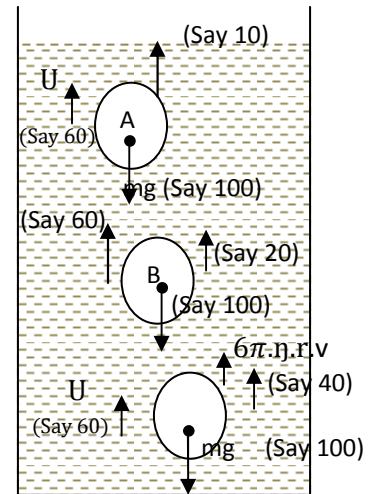 (Say 10)
U
A
(Say 60)
mg (Say 100)
(Say 60)
(Say 20)
B
(Say 100)
6π.ŋ.r.v
U
(Say 40)
(Say 60)
mg (Say 100)